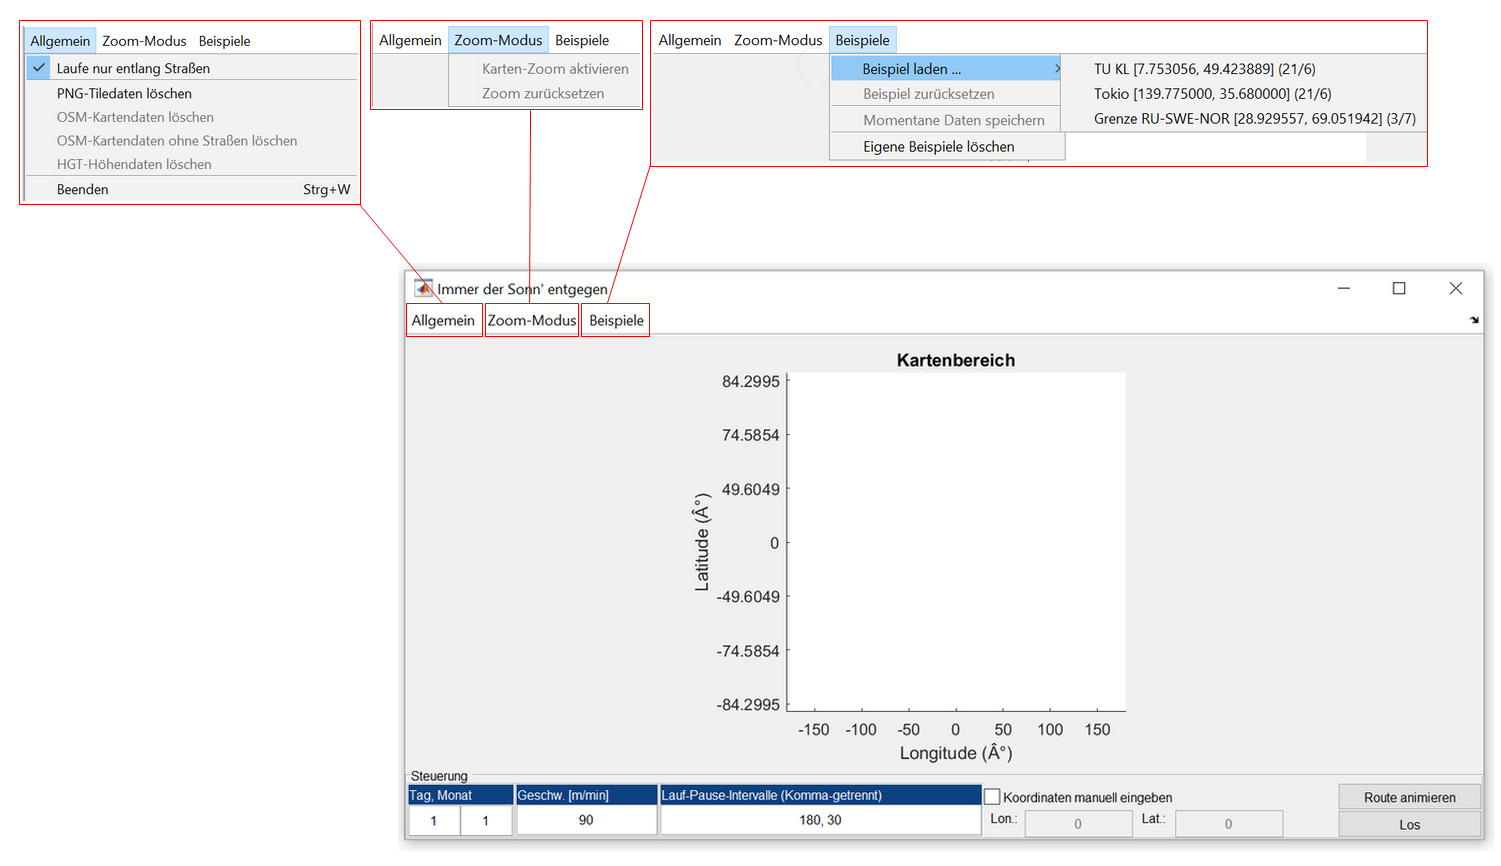 Allgemein Zoom-Modus Beispiele
Laufe nur entlang Straßen
PNG-Tiledaten löschen
OSM-Kartendaten löschen
OSM-Kartendaten ohne Straßen löschen
HGT-Höhendaten löschen
Beenden Strg+W
Allgemein Zoom-Modus Beispiele
Karten-Zoom aktivieren
Zoom zurücksetzen
Allgemein Zoom-Modus Beispiele
Beispiel laden ...
Beispiel zurücksetzen
Momentane Daten speichern
Eigene Beispiele löschen
TU KL [7.753056, 49.423889] (21/6)
Tokio [139.775000, 35.680000] (21/6)
Grenze RU-SWE-NOR [28.929557, 69.051942] (3/7)
Immer der Sonn' entgegen
Allgemein Zoom-Modus Beispiele
Kartenbereich
84.2995
74.5854
49.6049
0
-49.6049
-74.5854
-84.2995
Latitude (Â°)
-150 -100 -50 0 50 100 150
Longitude (Â°)
Steuerung
Tag, Monat Geschw. [m/min] Lauf-Pause-Intervalle (Komma-getrennt)
1 1 90 180, 30
Koordinaten manuell eingeben
Lon.: 0 Lat.: 0
Route animieren
Los